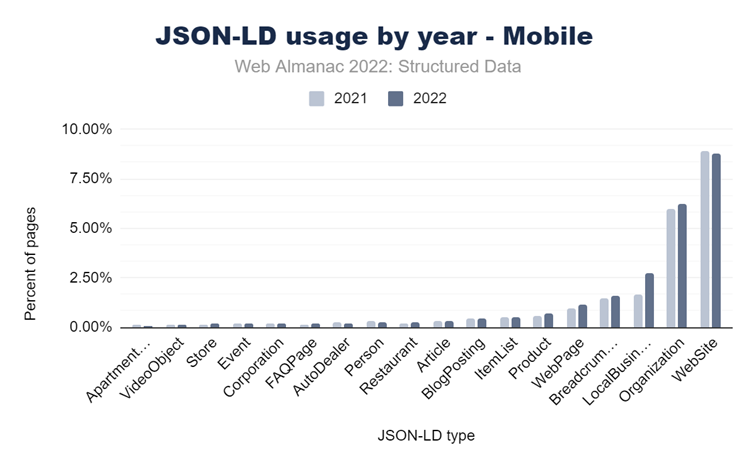 JSON-LD usage by year - Mobile
Web Almanac 2022: Structured Data
2021 2022
Percent of pages
10.00%
7.50%
5.00%
2.50%
0.00%
Apartment…
VideoObject
Store
Event
Corporation
FAQPage
AutoDealer
Person
Restaurant
Article
BlogPosting
ItemList
Product
WebPage
Breadcrum…
LocalBusin…
Organization
WebSite
JSON-LD type